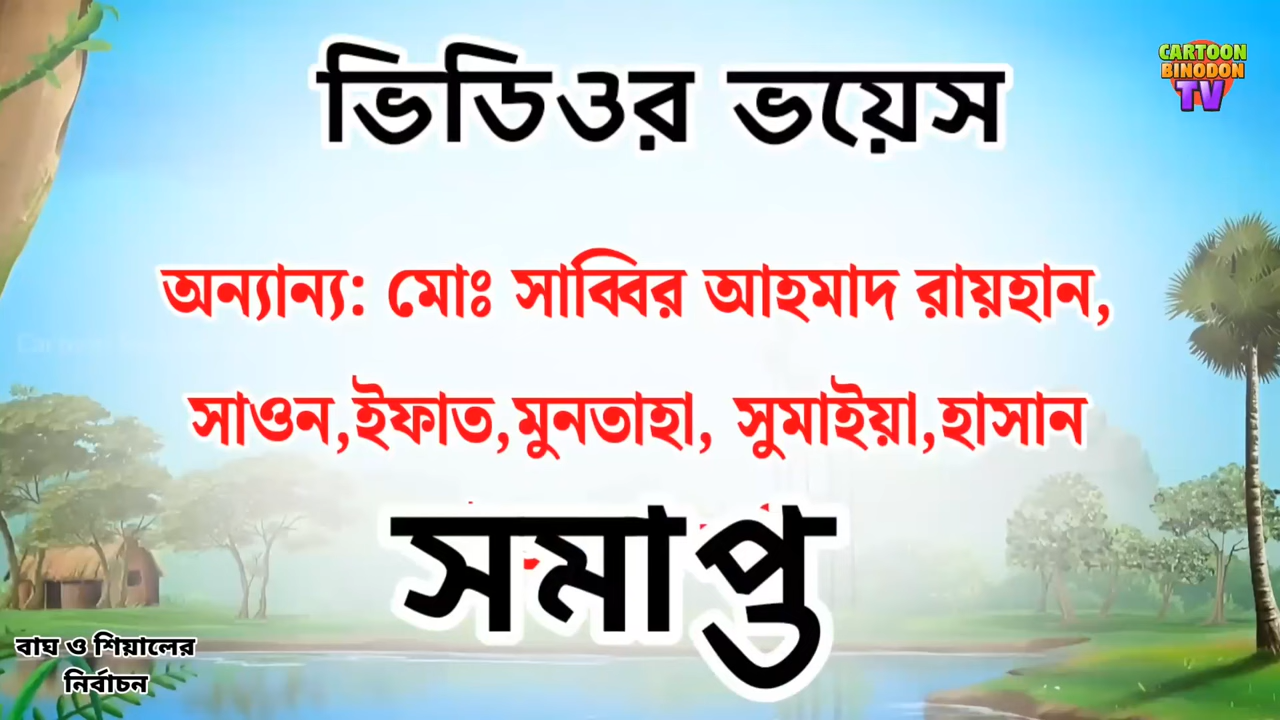 ভিডিওর ভয়েস
CARTOON
BINODON
TV
অন্যান্য: মোঃ সাব্বির আহমাদ রায়হান,
সাওন,ইফাত,মুনতাহা, সুমাইয়া,হাসান
সমাপ্ত
বাঘ ও শিয়ালের
নির্বাচন